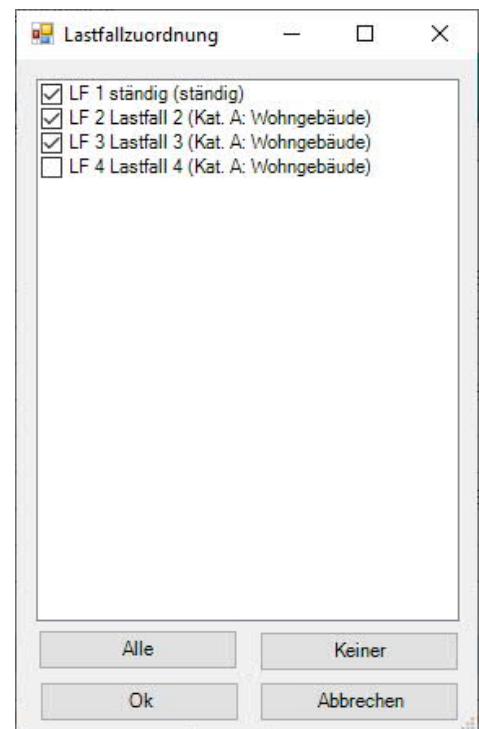 Lastfallzuordnung
LF 1 ständig (ständig)
LF 2 Lastfall 2 (Kat. A: Wohngebäude)
LF 3 Lastfall 3 (Kat. A: Wohngebäude)
LF 4 Lastfall 4 (Kat. A: Wohngebäude)
Alle Keiner
Ok Abbrechen